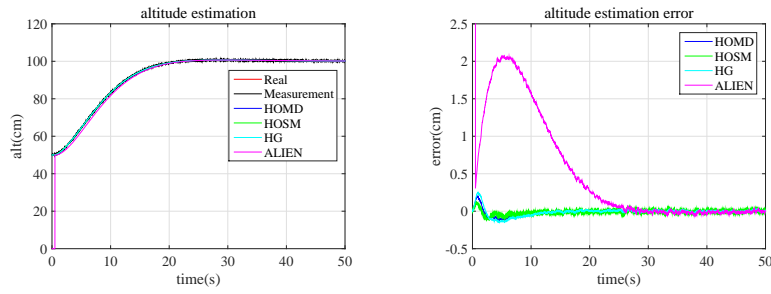 altitude estimation
120
100
80
60
40
20
0
alt(cm)
0 10 20 30 40 50
time(s)
Real
Measurement
HOMD
HOSM
HG
ALIEN
altitude estimation error
2.5
2
1.5
1
0.5
0
-0.5
error(cm)
0 10 20 30 40 50
time(s)
HOMD
HOSM
HG
ALIEN